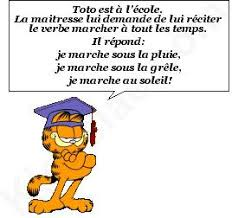 Toto est à l'école.
La maitresse lui demande de lui réciter
le verbe marcher à tout les temps.
Il répond:
je marche sous la pluie,
je marche sous la grêle,
je marche au soleil!